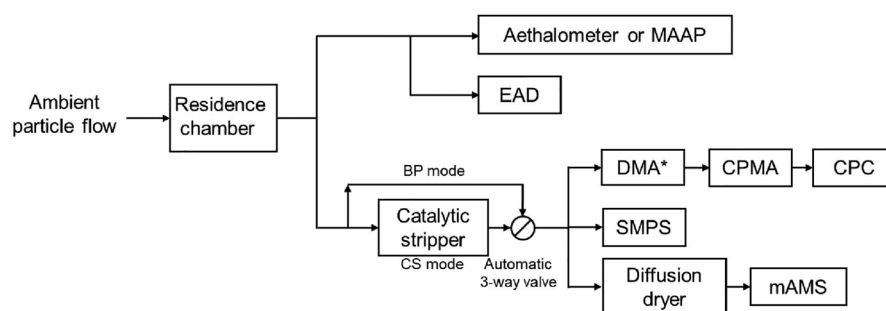 Ambient
particle flow
Residence
chamber
Aethalometer or MAAP
EAD
BP mode
Catalytic
stripper
CS mode
Automatic
3-way valve
DMA*
CPMA
CPC
SMPS
Diffusion
dryer
mAMS